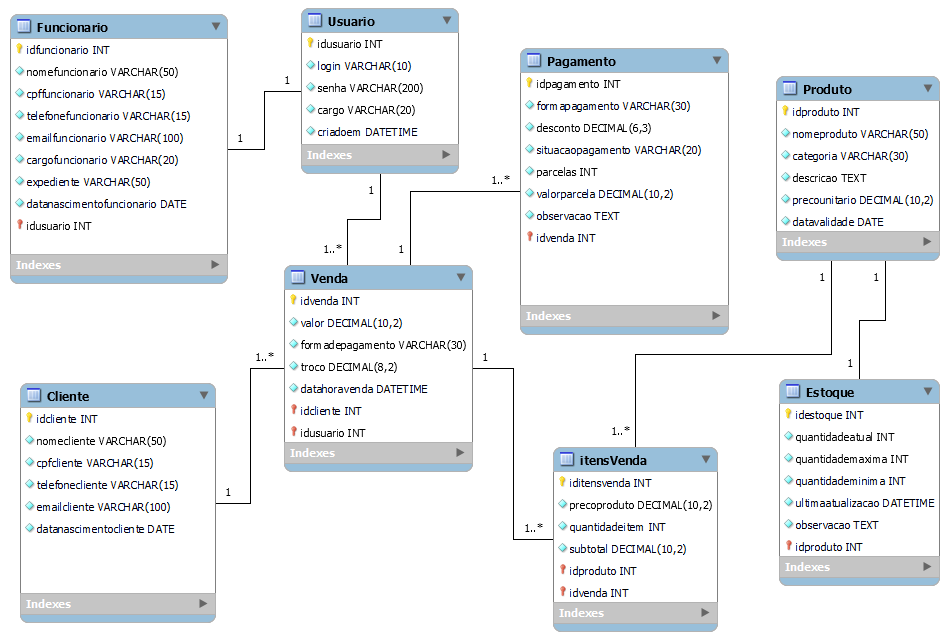 Funcionario
idfuncionario INT
nomefuncionario VARCHAR(50)
cpffuncionario VARCHAR(15)
telefonefuncionario VARCHAR(15)
emailfuncionario VARCHAR(100)
cargofuncionario VARCHAR(20)
expediente VARCHAR(50)
datanascimentofuncionario DATE
idusuario INT
Indexes
1
1
Usuario
idusuario INT
login VARCHAR(10)
senha VARCHAR(200)
cargo VARCHAR(20)
criadoem DATETIME
Indexes
1
1..*
Pagamento
idpagamento INT
formapagamento VARCHAR(30)
desconto DECIMAL(6,3)
situacaopagamento VARCHAR(20)
parcelas INT
valorparcela DECIMAL(10,2)
observacao TEXT
idvenda INT
Indexes
1..*
1
Produto
idproduto INT
nomeproduto VARCHAR(50)
categoria VARCHAR(30)
descricao TEXT
precounitario DECIMAL(10,2)
datavalidade DATE
Indexes
1
1
Venda
idvenda INT
valor DECIMAL(10,2)
formadepagamento VARCHAR(30)
troco DECIMAL(8,2)
datahoravenda DATETIME
idcliente INT
idusuario INT
Indexes
1..*
1
Cliente
idcliente INT
nomecliente VARCHAR(50)
cpfcliente VARCHAR(15)
telefonecliente VARCHAR(15)
emailcliente VARCHAR(100)
datanascimentocliente DATE
Indexes
1
1..*
1..*
itensVenda
iditensvenda INT
precoproduto DECIMAL(10,2)
quantidadeitem INT
subtotal DECIMAL(10,2)
idproduto INT
idvenda INT
Indexes
1
Estoque
idestoque INT
quantidadeatual INT
quantidademaxima INT
quantidademinima INT
ultimaatualizacao DATETIME
observacao TEXT
idproduto INT
Indexes